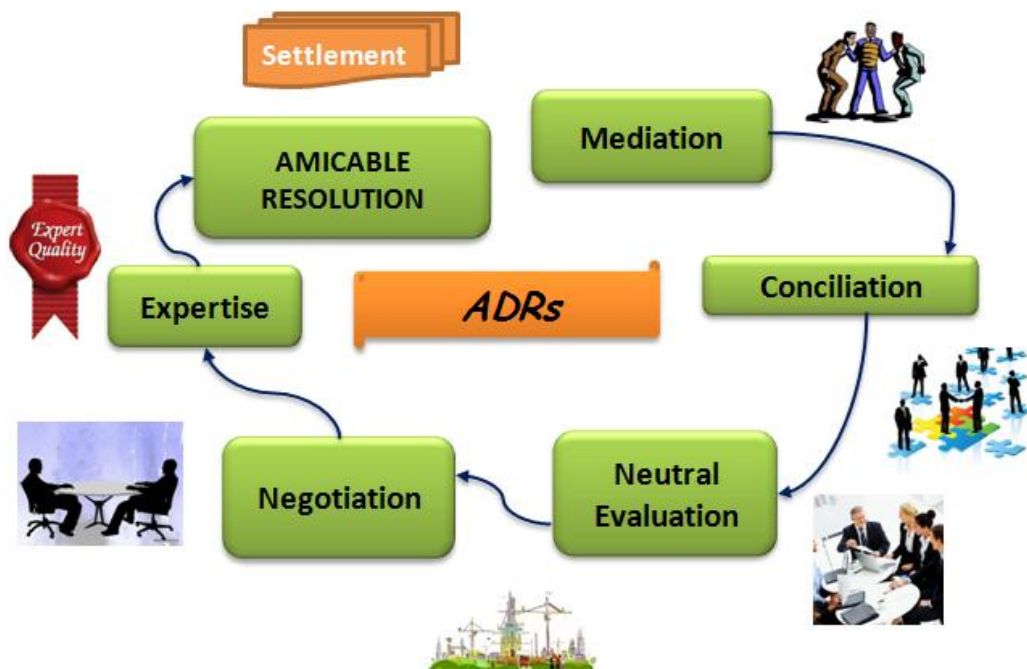 Settlement
Mediation
AMICABLE
RESOLUTION
Expert
Quality
Conciliation
Expertise
ADRs
Neutral
Evaluation
Negotiation